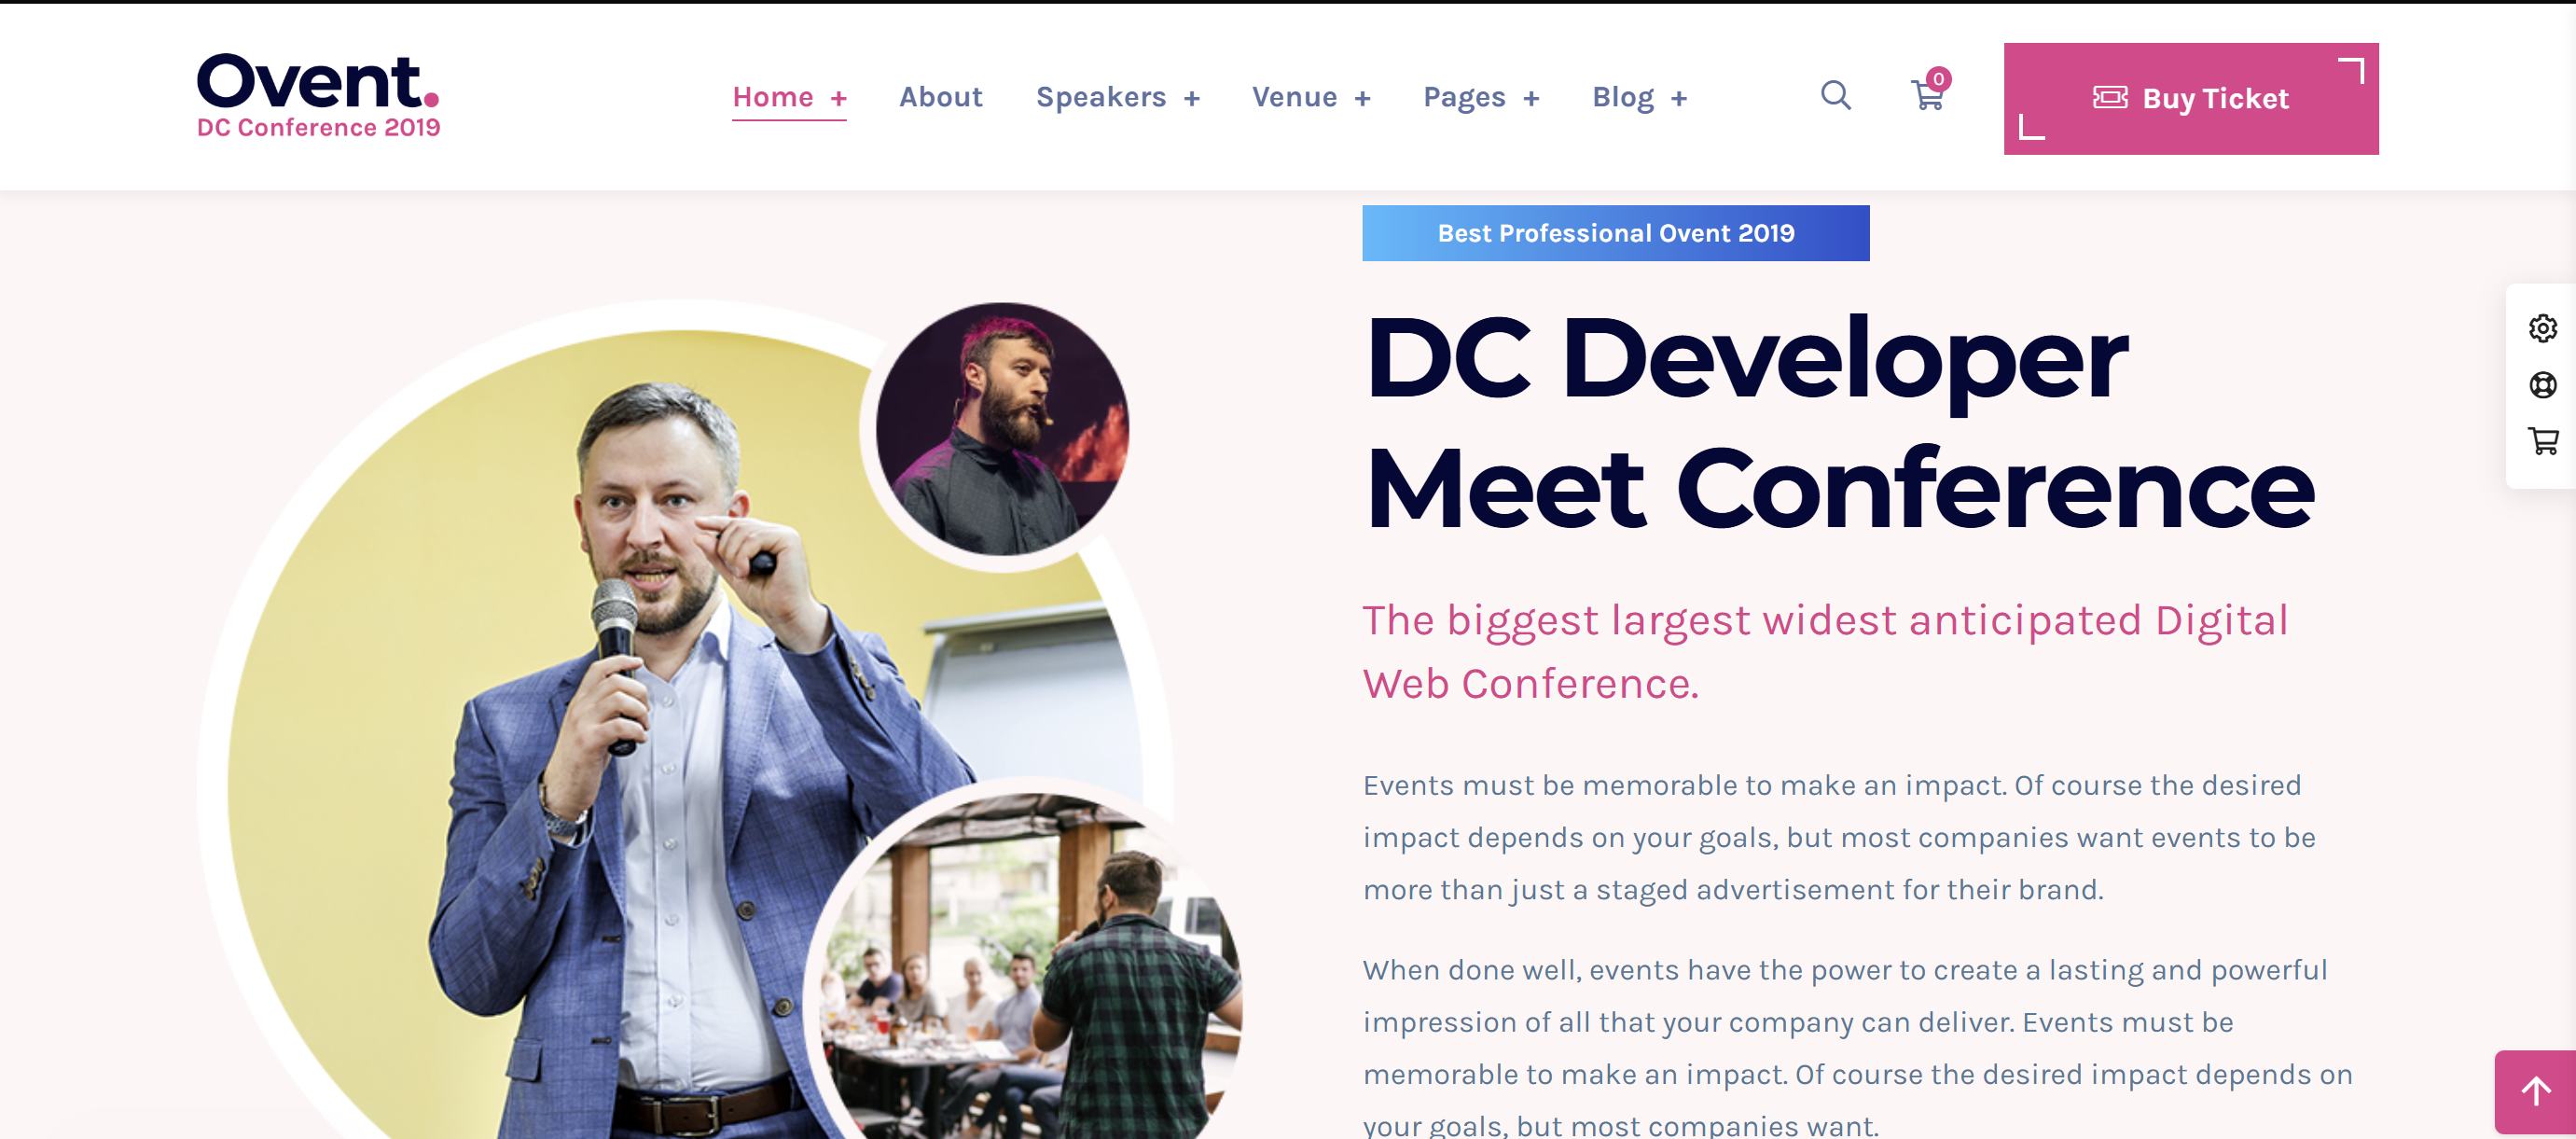 Ovent.
DC Conference 2019
Home +
About
Speakers +
Venue +
Pages +
Blog +
0
Buy Ticket
Best Professional Ovent 2019
DC Developer
Meet Conference
The biggest largest widest anticipated Digital
Web Conference.
Events must be memorable to make an impact. Of course the desired
impact depends on your goals, but most companies want events to be
more than just a staged advertisement for their brand.
When done well, events have the power to create a lasting and powerful
impression of all that your company can deliver. Events must be
memorable to make an impact. Of course the desired impact depends on
your goals, but most companies want.